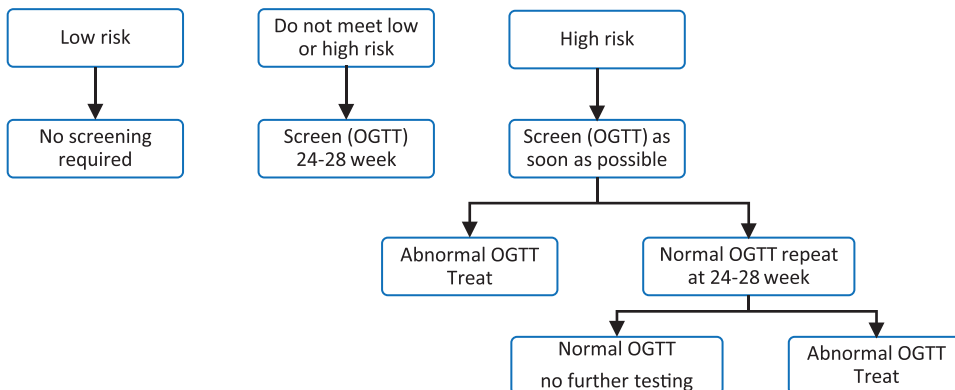 Low risk
Do not meet low
or high risk
High risk
No screening
required
Screen (OGTT)
24-28 week
Screen (OGTT) as
soon as possible
Abnormal OGTT
Treat
Normal OGTT repeat
at 24-28 week
Normal OGTT
no further testing
Abnormal OGTT
Treat